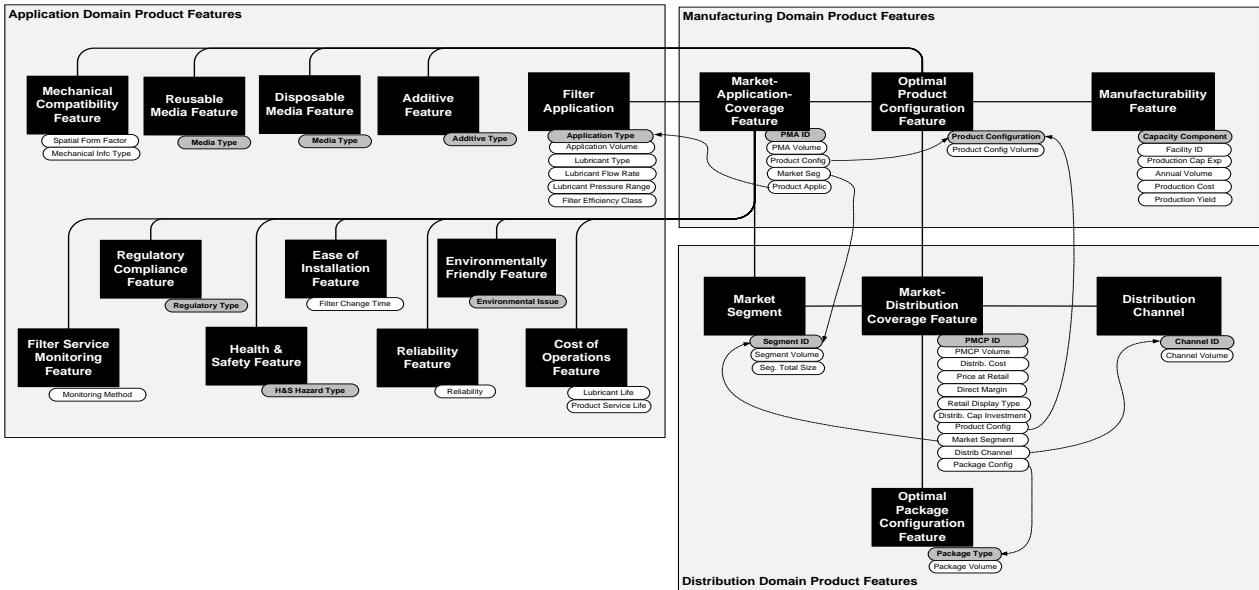 Application Domain Product Features
Mechanical
Compatibility
Feature
Spatial Form Factor
Mechanical Infc Type
Reusable
Media Feature
Media Type
Disposable
Media Feature
Media Type
Additive
Feature
Additive Type
Filter
Application
Application Type
Application Volume
Lubricant Type
Lubricant Flow Rate
Lubricant Pressure Range
Filter Efficiency Class
Regulatory
Compliance
Feature
Regulatory Type
Ease of
Installation
Feature
Filter Change Time
Environmentally
Friendly Feature
Environmental Issue
Filter Service
Monitoring
Feature
Monitoring Method
Health &
Safety Feature
H&S Hazard Type
Reliability
Feature
Reliability
Cost of
Operations
Feature
Lubricant Life
Product Service Life
Manufacturing Domain Product Features
Market-
Application-
Coverage
Feature
PMA ID
PMA Volume
Product Config
Market Seg
Product Applic
Optimal
Product
Configuration
Feature
Product Configuration
Product Config Volume
Manufacturability
Feature
Capacity Component
Facility ID
Production Cap Exp
Annual Volume
Production Cost
Production Yield
Market
Segment
Segment ID
Segment Volume
Seg. Total Size
Market-
Distribution
Coverage Feature
PMCP ID
PMCP Volume
Distrib. Cost
Price at Retail
Direct Margin
Retail Display Type
Distrib. Cap Investment
Product Config
Market Segment
Distrib Channel
Package Config
Distribution
Channel
Channel ID
Channel Volume
Optimal
Package
Configuration
Feature
Package Type
Package Volume
Distribution Domain Product Features